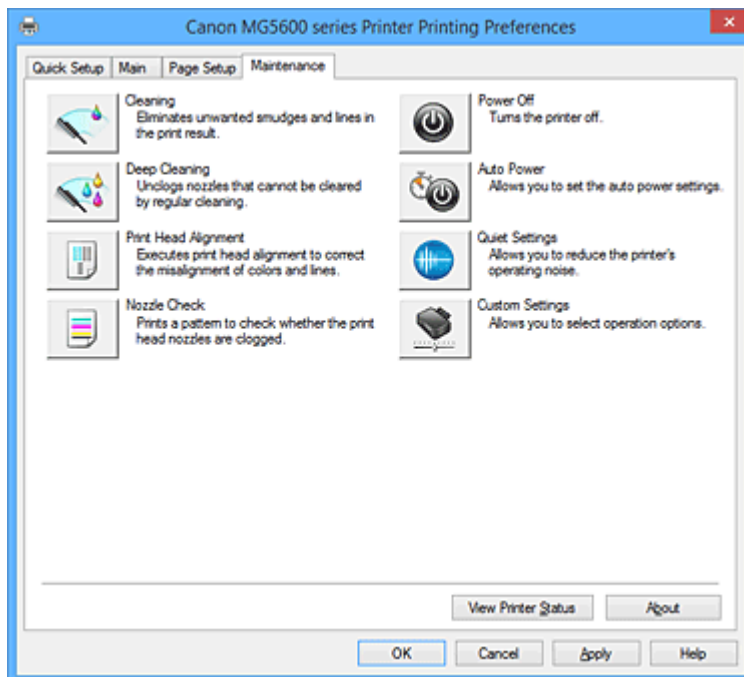 Canon MG5600 series Printer Printing Preferences
Quick Setup
Main
Page Setup
Maintenance
Cleaning
Eliminates unwanted smudges and lines in
the print result.
Deep Cleaning
Unclogs nozzles that cannot be cleared
by regular cleaning.
Print Head Alignment
Executes print head alignment to correct
the misalignment of colors and lines.
Nozzle Check
Prints a pattern to check whether the print
head nozzles are clogged.
Power Off
Turns the printer off.
Auto Power
Allows you to set the auto power settings.
Quiet Settings
Allows you to reduce the printer's
operating noise.
Custom Settings
Allows you to select operation options.
View Printer Status
About
OK
Cancel
Apply
Help